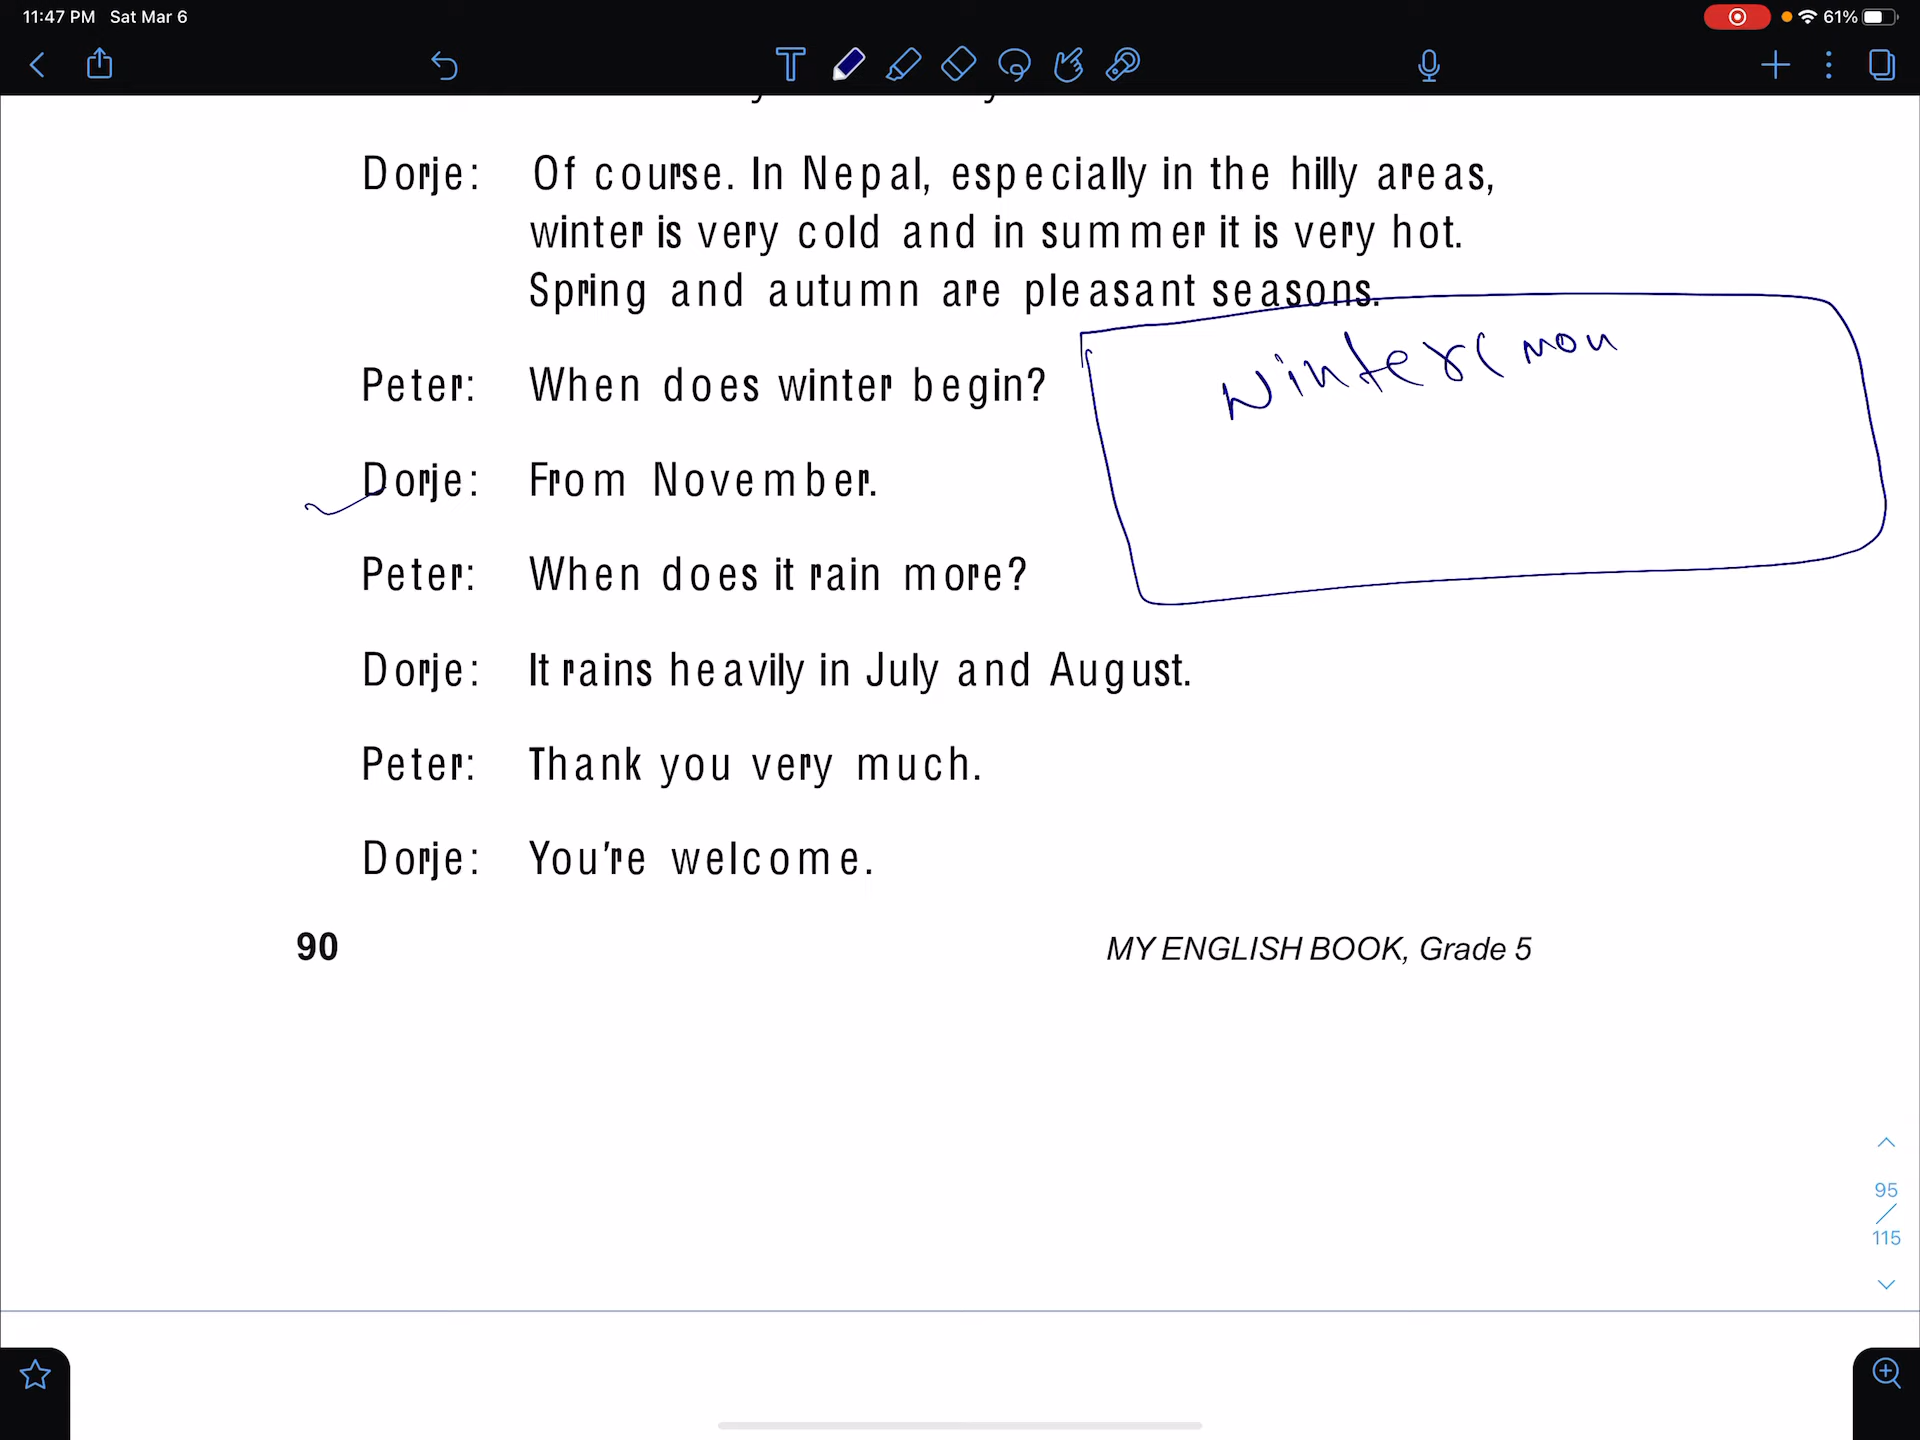 11:47 PM Sat Mar 6
61%
Dorje: Of course. In Nepal, especially in the hilly areas,
winter is very cold and in summer it is very hot.
Spring and autumn are pleasant seasons.
winter( mon
Peter: When does winter begin?
Dorje: From November.
Peter: When does it rain more?
Dorje: It rains heavily in July and August.
Peter: Thank you very much.
Dorje: You're welcome.
90
MY ENGLISH BOOK, Grade 5
95
/
115